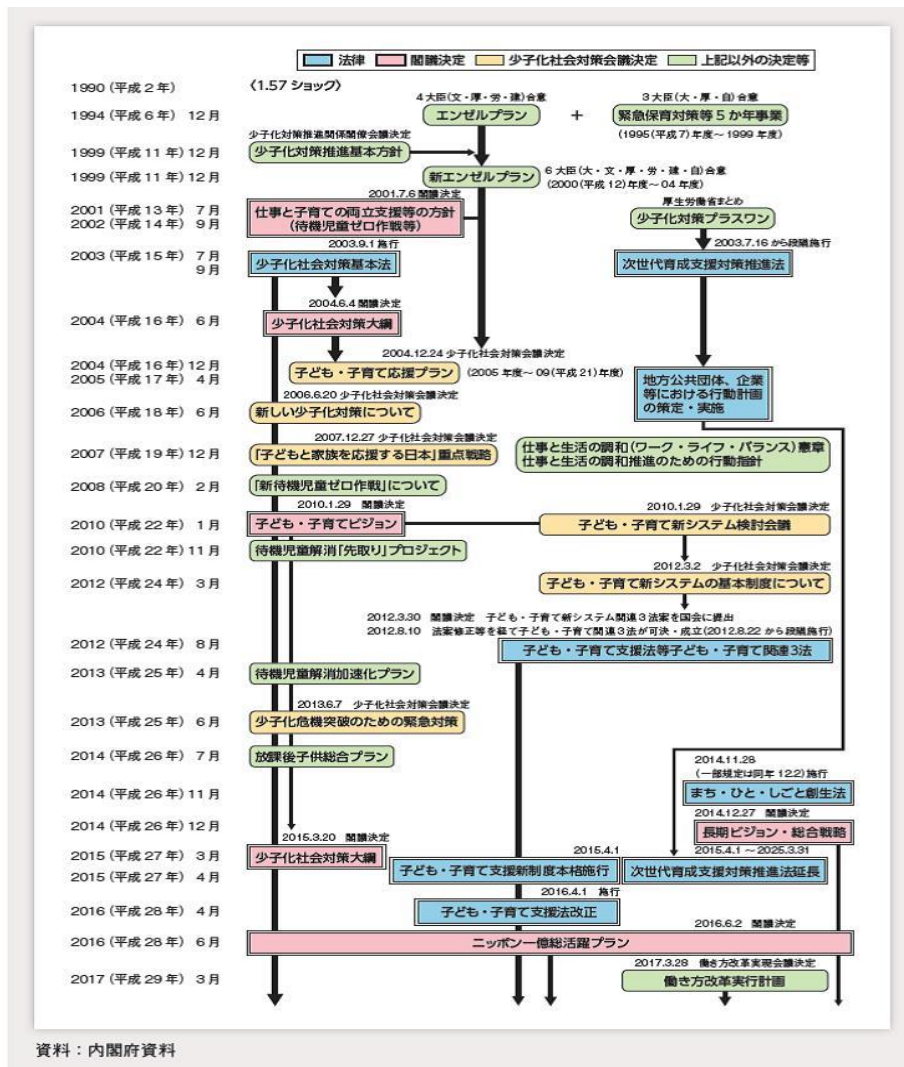 法律 閣議決定 少子化社会対策会議決定 上記以外の決定等
1990(平成2年) 〈1.57 ショック〉
4大臣(文・厚・労・建)合意 3大臣(大・厚・自)合意
1994(平成6年) 12月 エンゼルプラン + 緊急保育対策等5か年事業
(1995(平成7)年度~1999年度)
少子化対策推進関係閣僚会議決定
1999(平成11年)12月 少子化対策推進基本方針
1999(平成11年)12月 新エンゼルプラン 6大臣(大・文・厚・労・建・自)合意
(2000(平成12)年度~04年度)
2001.7.6 閣議決定 厚生労働省まとめ
2001(平成13年) 7月 仕事と子育ての両立支援等の方針 少子化対策プラスワン
2002(平成14年) 9月 (待機児童ゼロ作戦等)
2003.9.1 施行 2003.7.16 から段階施行
2003(平成15年) 7月 少子化社会対策基本法 次世代育成支援対策推進法
9月
2004.6.4 閣議決定
2004(平成16年) 6月 少子化社会対策大綱
2004.12.24 少子化社会対策会議決定
2004(平成16年)12月 子ども・子育て応援プラン (2005年度~09(平成21)年度)
2005(平成17年) 4月 地方公共団体、企業
等における行動計画
の策定・実施
2006.6.20 少子化社会対策会議決定
2006(平成18年) 6月 新しい少子化対策について
2007.12.27 少子化社会対策会議決定
2007(平成19年)12月 「子どもと家族を応援する日本」重点戦略 仕事と生活の調和(ワーク・ライフ・バランス)憲章
仕事と生活の調和推進のための行動指針
2008(平成20年) 2月 「新待機児童ゼロ作戦」について
2010.1.29 閣議決定 2010.1.29 少子化社会対策会議決定
2010(平成22年) 1月 子ども・子育てビジョン 子ども・子育て新システム検討会議
2010(平成22年)11月 待機児童解消「先取り」プロジェクト
2012.3.2 少子化社会対策会議決定
2012(平成24年) 3月 子ども・子育て新システムの基本制度について
2012.3.30 閣議決定 子ども・子育て新システム関連3法案を国会に提出
2012.8.10 法案修正等を経て子ども・子育て関連3法が可決・成立(2012.8.22 から段階施行)
2012(平成24年) 8月 子ども・子育て支援法等子ども・子育て関連3法
2013(平成25年) 4月 待機児童解消加速化プラン
2013.6.7 少子化社会対策会議決定
2013(平成25年) 6月 少子化危機突破のための緊急対策
2014(平成26年) 7月 放課後子供総合プラン
2014.11.28
(一部規定は同年12.2)施行
2014(平成26年)11月 まち・ひと・しごと創生法
2014.12.27 閣議決定
2014(平成26年)12月 長期ビジョン・総合戦略
2015.3.20 閣議決定 2015.4.1 2015.4.1~2025.3.31
2015(平成27年) 3月 少子化社会対策大綱
2015(平成27年) 4月 子ども・子育て支援新制度本格施行 次世代育成支援対策推進法延長
2016.4.1 施行
2016(平成28年) 4月 子ども・子育て支援法改正
2016.6.2 閣議決定
2016(平成28年) 6月 ニッポン一億総活躍プラン
2017.3.28 働き方改革実現会議決定
2017(平成29年) 3月 働き方改革実行計画
資料:内閣府資料